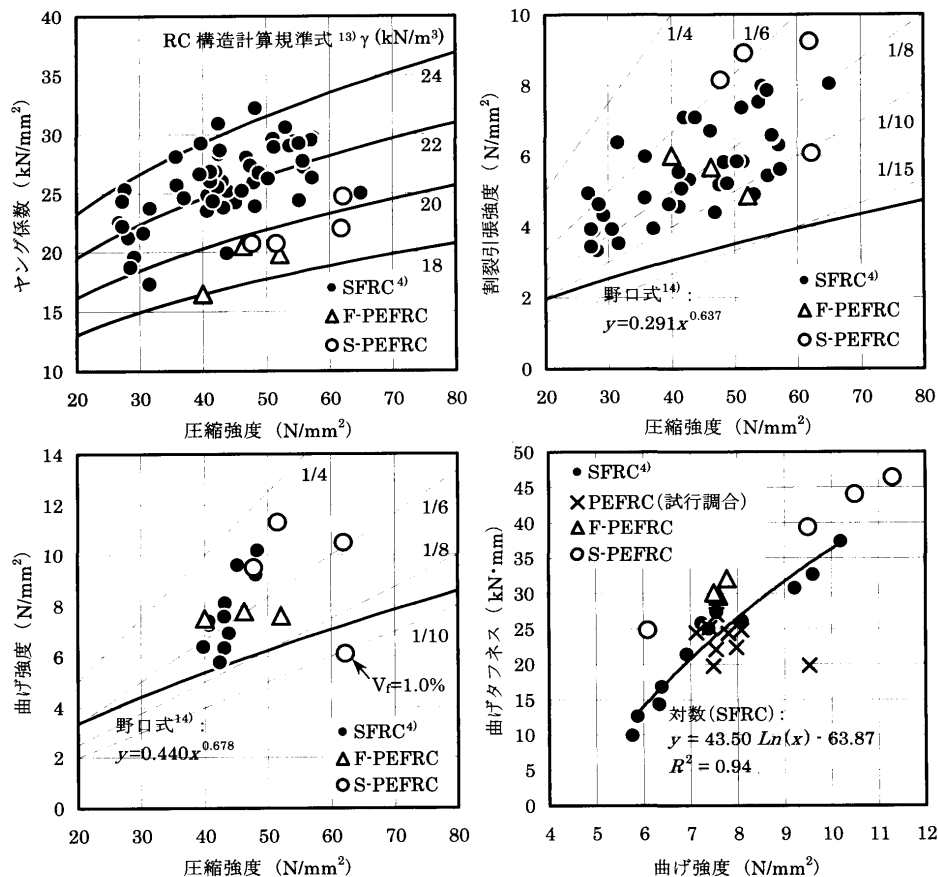 RC 構造計算規準式 13) γ (kN/m³)
24
22
20
18
SFRC4)
F-PEFRC
S-PEFRC
40
35
30
25
20
15
10
20
30
40
50
60
70
80
ヤング係数 (kN/mm²)
圧縮強度 (N/mm²)
1/4
1/6
1/8
1/10
1/15
野口式14) :
y=0.291x0.637
SFRC4)
F-PEFRC
S-PEFRC
10
8
6
4
2
0
20
30
40
50
60
70
80
割裂引張強度 (N/mm²)
圧縮強度 (N/mm²)
1/4
1/6
1/8
1/10
Vf=1.0%
野口式14) :
y=0.440x0.678
SFRC4)
F-PEFRC
S-PEFRC
14
12
10
8
6
4
2
0
20
30
40
50
60
70
80
曲げ強度 (N/mm²)
圧縮強度 (N/mm²)
SFRC4)
PEFRC(試行調合)
F-PEFRC
S-PEFRC
対数(SFRC) :
y = 43.50 Ln(x) - 63.87
R² = 0.94
50
45
40
35
30
25
20
15
10
5
0
4
5
6
7
8
9
10
11
12
曲げタフネス (kN・mm)
曲げ強度 (N/mm²)